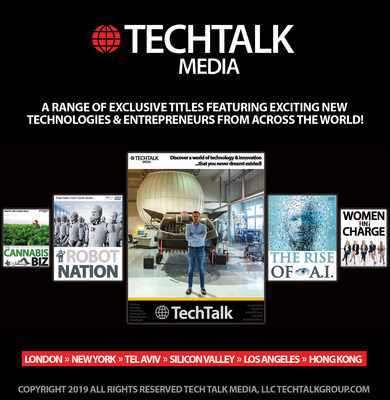 TECHTALK
MEDIA
A RANGE OF EXCLUSIVE TITLES FEATURING EXCITING NEW
TECHNOLOGIES & ENTREPRENEURS FROM ACROSS THE WORLD!
CANNABIS
BIZ
ROBOT
NATION
TECHTALK
MEDIA
Discover a world of technology & innovation
...that you never dreamt existed!
TechTalk
THE RISE
OF A.I.
WOMEN
IN
CHARGE
LONDON » NEW YORK » TEL AVIV » SILICON VALLEY » LOS ANGELES » HONG KONG
COPYRIGHT 2019 ALL RIGHTS RESERVED TECH TALK MEDIA, LLC TECHTALKGROUP.COM